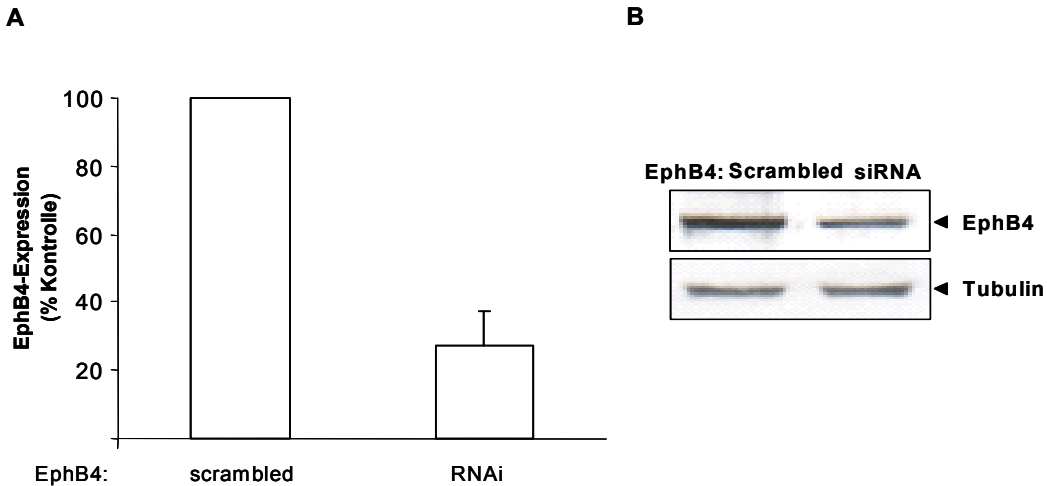 A
B
100
80
60
40
20
EphB4-Expression
(% Kontrolle)
EphB4: scrambled RNAi
EphB4: Scrambled siRNA
EphB4
Tubulin